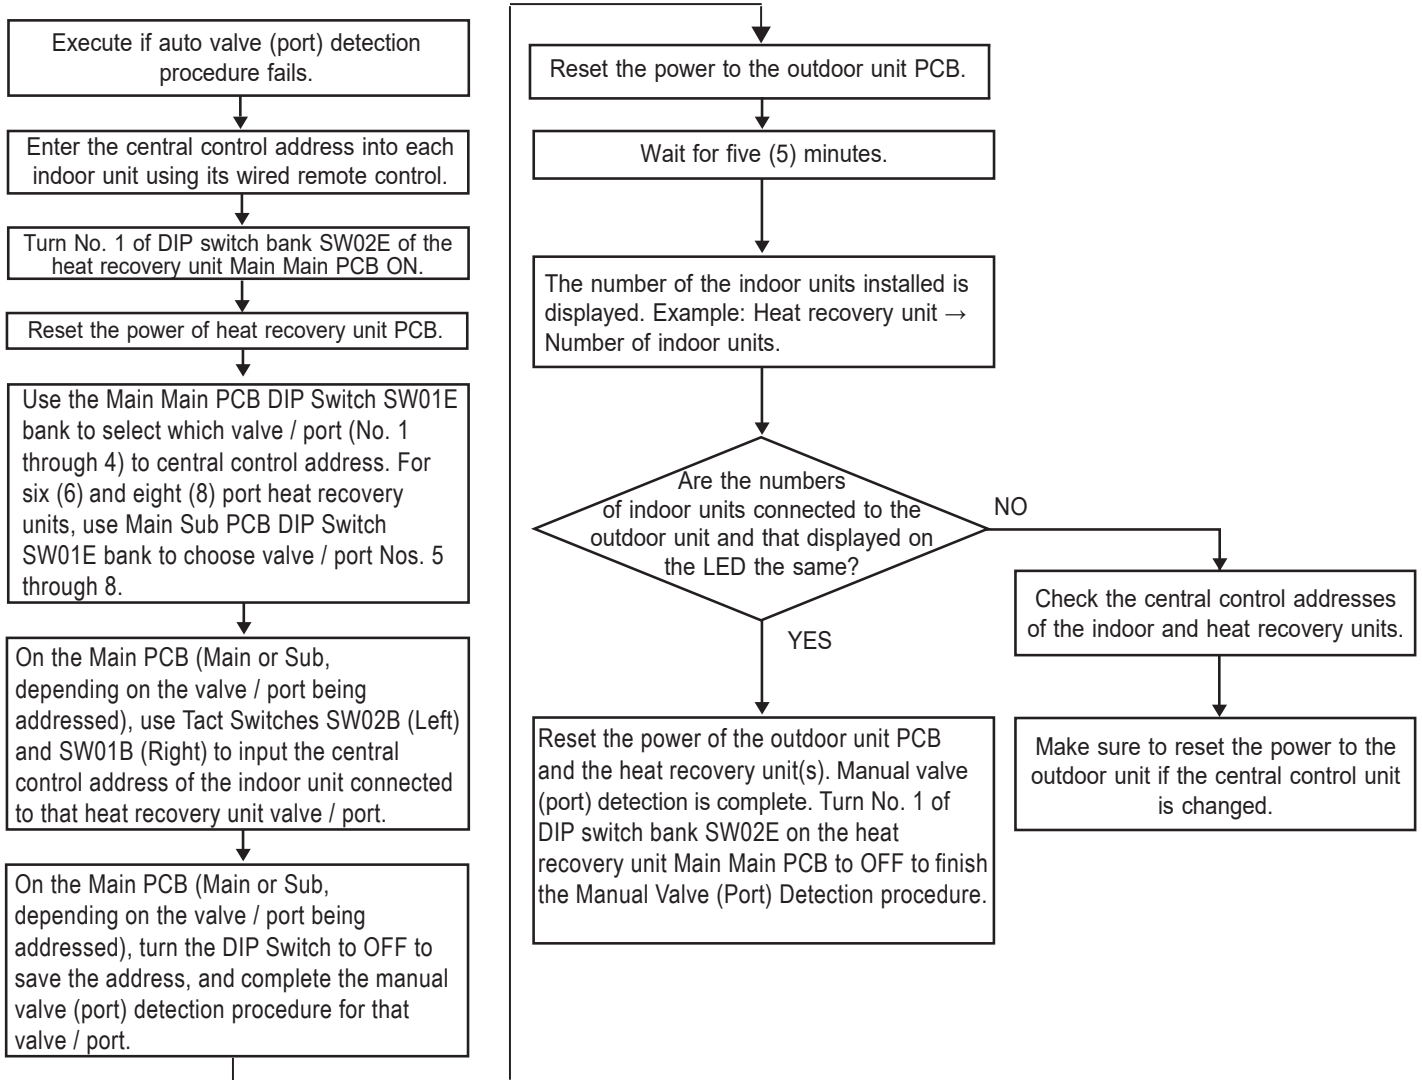 Execute if auto valve (port) detection
procedure fails.
Enter the central control address into each
indoor unit using its wired remote control.
Turn No. 1 of DIP switch bank SW02E of the
heat recovery unit Main Main PCB ON.
Reset the power of heat recovery unit PCB.
Use the Main Main PCB DIP Switch SW01E
bank to select which valve / port (No. 1
through 4) to central control address. For
six (6) and eight (8) port heat recovery
units, use Main Sub PCB DIP Switch
SW01E bank to choose valve / port Nos. 5
through 8.
On the Main PCB (Main or Sub,
depending on the valve / port being
addressed), use Tact Switches SW02B (Left)
and SW01B (Right) to input the central
control address of the indoor unit connected
to that heat recovery unit valve / port.
On the Main PCB (Main or Sub,
depending on the valve / port being
addressed), turn the DIP Switch to OFF to
save the address, and complete the manual
valve (port) detection procedure for that
valve / port.
Reset the power to the outdoor unit PCB.
Wait for five (5) minutes.
The number of the indoor units installed is
displayed. Example: Heat recovery unit →
Number of indoor units.
Are the numbers
of indoor units connected to the
outdoor unit and that displayed on
the LED the same?
NO
YES
Reset the power of the outdoor unit PCB
and the heat recovery unit(s). Manual valve
(port) detection is complete. Turn No. 1 of
DIP switch bank SW02E on the heat
recovery unit Main Main PCB to OFF to finish
the Manual Valve (Port) Detection procedure.
Check the central control addresses
of the indoor and heat recovery units.
Make sure to reset the power to the
outdoor unit if the central control unit
is changed.